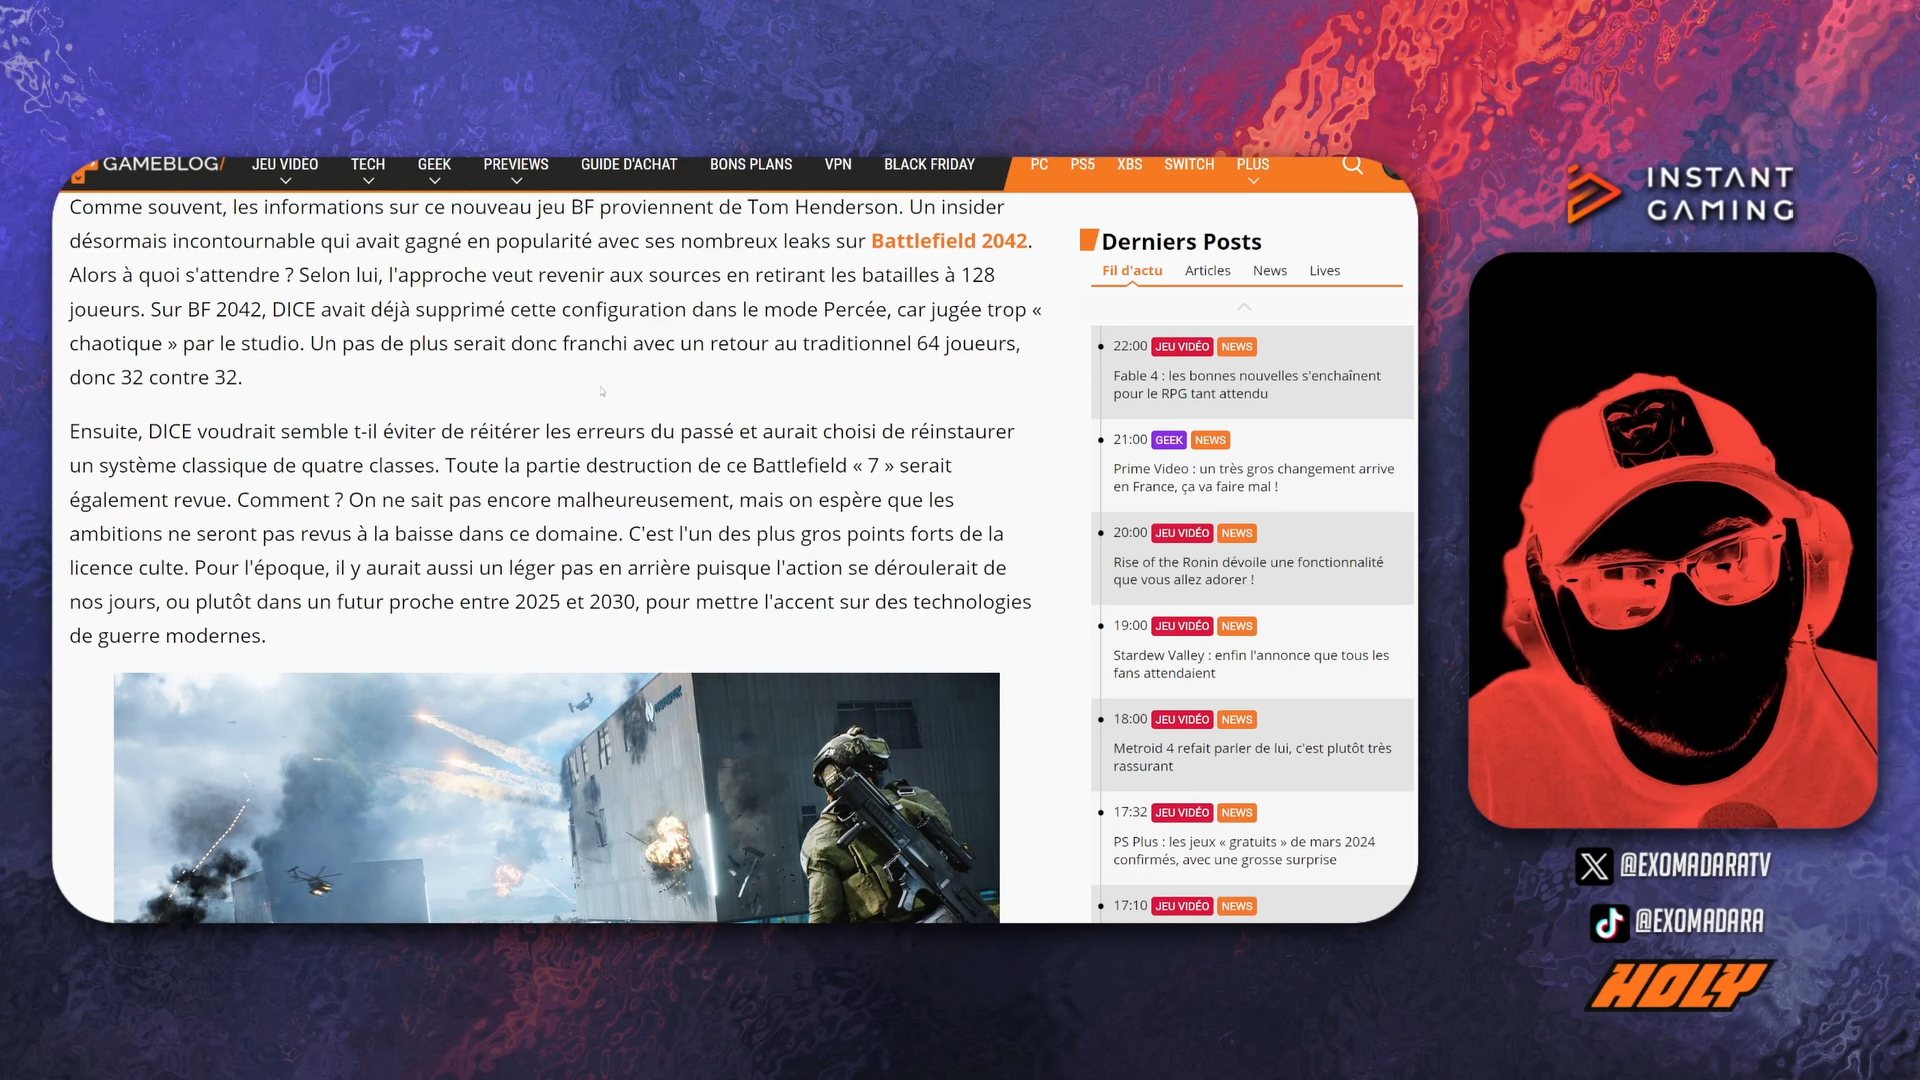 GAMEBLOG/ JEU VIDÉO TECH GEEK PREVIEWS GUIDE D'ACHAT BONS PLANS VPN BLACK FRIDAY PC PS5 XBS SWITCH PLUS
Comme souvent, les informations sur ce nouveau jeu BF proviennent de Tom Henderson. Un insider
désormais incontournable qui avait gagné en popularité avec ses nombreux leaks sur Battlefield 2042.
Alors à quoi s'attendre ? Selon lui, l'approche veut revenir aux sources en retirant les batailles à 128
joueurs. Sur BF 2042, DICE avait déjà supprimé cette configuration dans le mode Percée, car jugée trop «
chaotique » par le studio. Un pas de plus serait donc franchi avec un retour au traditionnel 64 joueurs,
donc 32 contre 32.
Ensuite, DICE voudrait semble t-il éviter de réitérer les erreurs du passé et aurait choisi de réinstaurer
un système classique de quatre classes. Toute la partie destruction de ce Battlefield « 7 » serait
également revue. Comment ? On ne sait pas encore malheureusement, mais on espère que les
ambitions ne seront pas revus à la baisse dans ce domaine. C'est l'un des plus gros points forts de la
licence culte. Pour l'époque, il y aurait aussi un léger pas en arrière puisque l'action se déroulerait de
nos jours, ou plutôt dans un futur proche entre 2025 et 2030, pour mettre l'accent sur des technologies
de guerre modernes.
Derniers Posts
Fil d'actu Articles News Lives
22:00 JEU VIDÉO NEWS
Fable 4 : les bonnes nouvelles s'enchaînent
pour le RPG tant attendu
21:00 GEEK NEWS
Prime Video : un très gros changement arrive
en France, ça va faire mal !
20:00 JEU VIDÉO NEWS
Rise of the Ronin dévoile une fonctionnalité
que vous allez adorer !
19:00 JEU VIDÉO NEWS
Stardew Valley : enfin l'annonce que tous les
fans attendaient
18:00 JEU VIDÉO NEWS
Metroid 4 refait parler de lui, c'est plutôt très
rassurant
17:32 JEU VIDÉO NEWS
PS Plus : les jeux « gratuits » de mars 2024
confirmés, avec une grosse surprise
17:10 JEU VIDÉO NEWS
INSTANT
GAMING
@EXOMADARATV
@EXOMADARA
HOLY